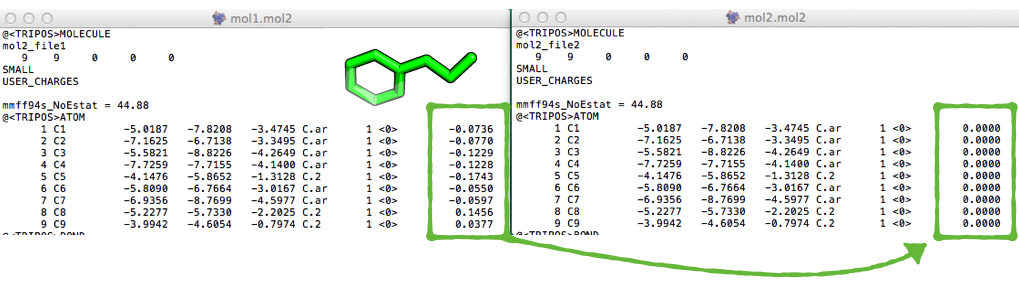 mol1.mol2
@<TRIPOS>MOLECULE
mol2_file1
9 9 0 0 0
SMALL
USER_CHARGES
mmff94s_NoEstat = 44.88
@<TRIPOS>ATOM
1 C1 -5.0187 -7.8208 -3.4745 C.ar 1 <0> -0.0736
2 C2 -7.1625 -6.7138 -3.3495 C.ar 1 <0> -0.0770
3 C3 -5.5821 -8.8226 -4.2649 C.ar 1 <0> -0.1229
4 C4 -7.7259 -7.7155 -4.1400 C.ar 1 <0> -0.1228
5 C5 -4.1476 -5.8652 -1.3128 C.2 1 <0> -0.1743
6 C6 -5.8090 -6.7664 -3.0167 C.ar 1 <0> -0.0550
7 C7 -6.9356 -8.7699 -4.5977 C.ar 1 <0> -0.0597
8 C8 -5.2277 -5.7330 -2.2025 C.2 1 <0> 0.1456
9 C9 -3.9942 -4.6054 -0.7974 C.2 1 <0> 0.0377
@<TRIPOS>BOND
mol2.mol2
@<TRIPOS>MOLECULE
mol2_file2
9 9 0 0 0
SMALL
USER_CHARGES
mmff94s_NoEstat = 44.88
@<TRIPOS>ATOM
1 C1 -5.0187 -7.8208 -3.4745 C.ar 1 <0> 0.0000
2 C2 -7.1625 -6.7138 -3.3495 C.ar 1 <0> 0.0000
3 C3 -5.5821 -8.8226 -4.2649 C.ar 1 <0> 0.0000
4 C4 -7.7259 -7.7155 -4.1400 C.ar 1 <0> 0.0000
5 C5 -4.1476 -5.8652 -1.3128 C.2 1 <0> 0.0000
6 C6 -5.8090 -6.7664 -3.0167 C.ar 1 <0> 0.0000
7 C7 -6.9356 -8.7699 -4.5977 C.ar 1 <0> 0.0000
8 C8 -5.2277 -5.7330 -2.2025 C.2 1 <0> 0.0000
9 C9 -3.9942 -4.6054 -0.7974 C.2 1 <0> 0.0000
@<TRIPOS>BOND